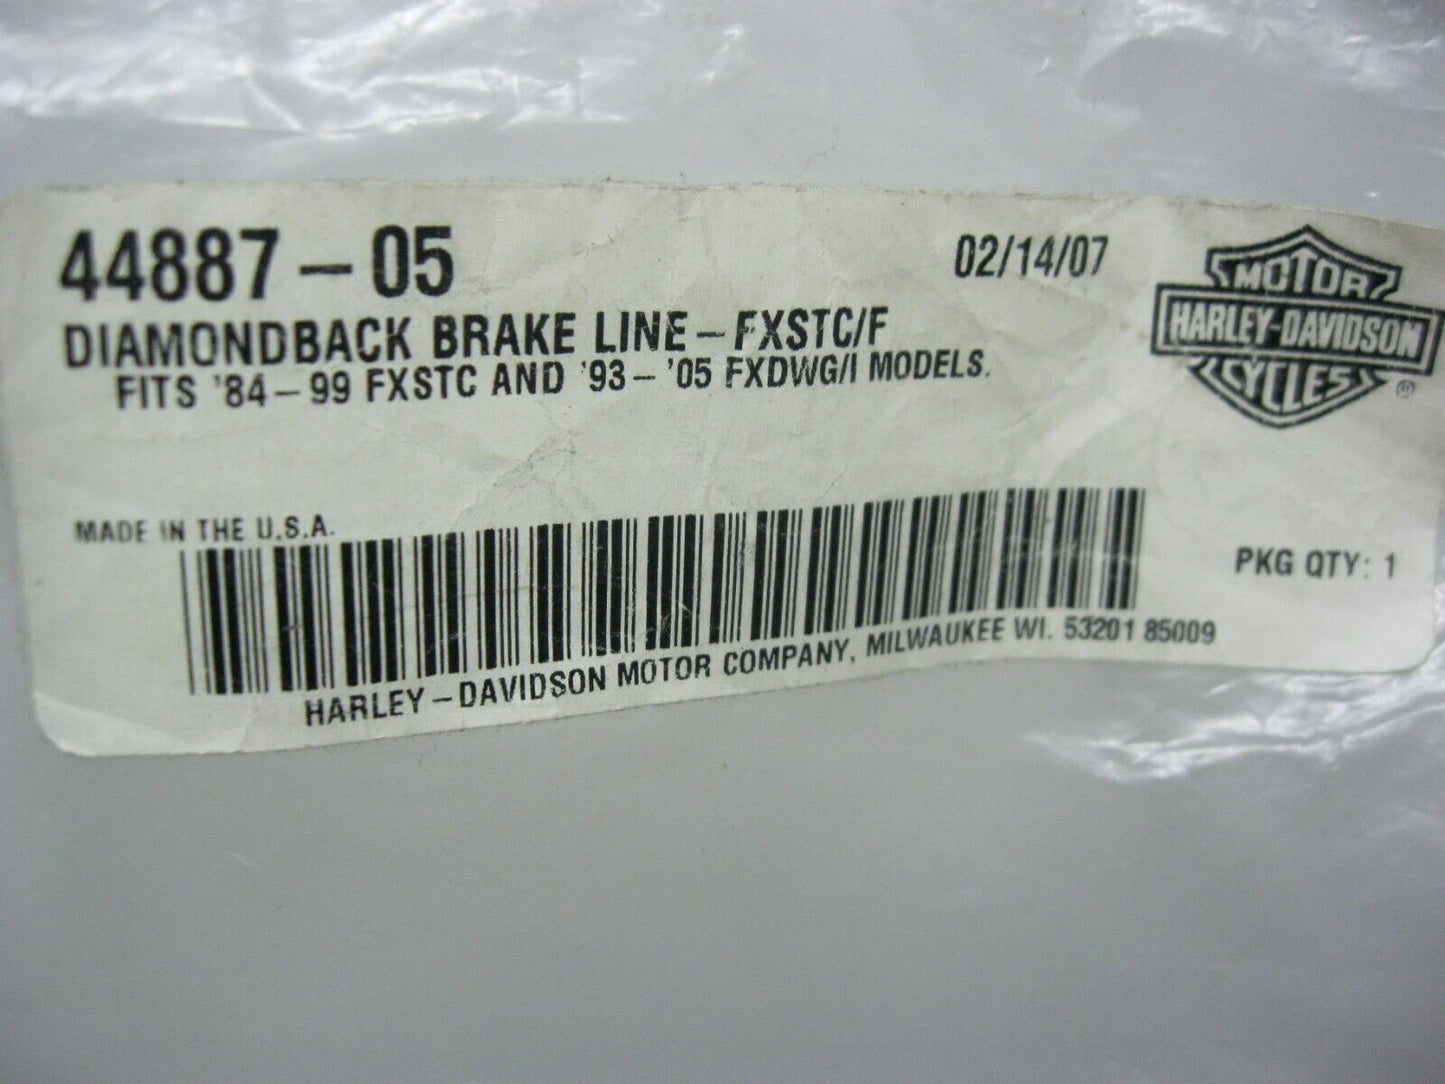 44887-05
02/14/07
DIAMONDBACK BRAKE LINE-FXSTC/F
FITS '84-99 FXSTC AND '93-'05 FXDWG/I MODELS.
MOTOR
HARLEY-DAVIDSON
CYCLES
®
MADE IN THE U.S.A.
PKG QTY: 1
HARLEY-DAVIDSON MOTOR COMPANY, MILWAUKEE WI. 53201 85009